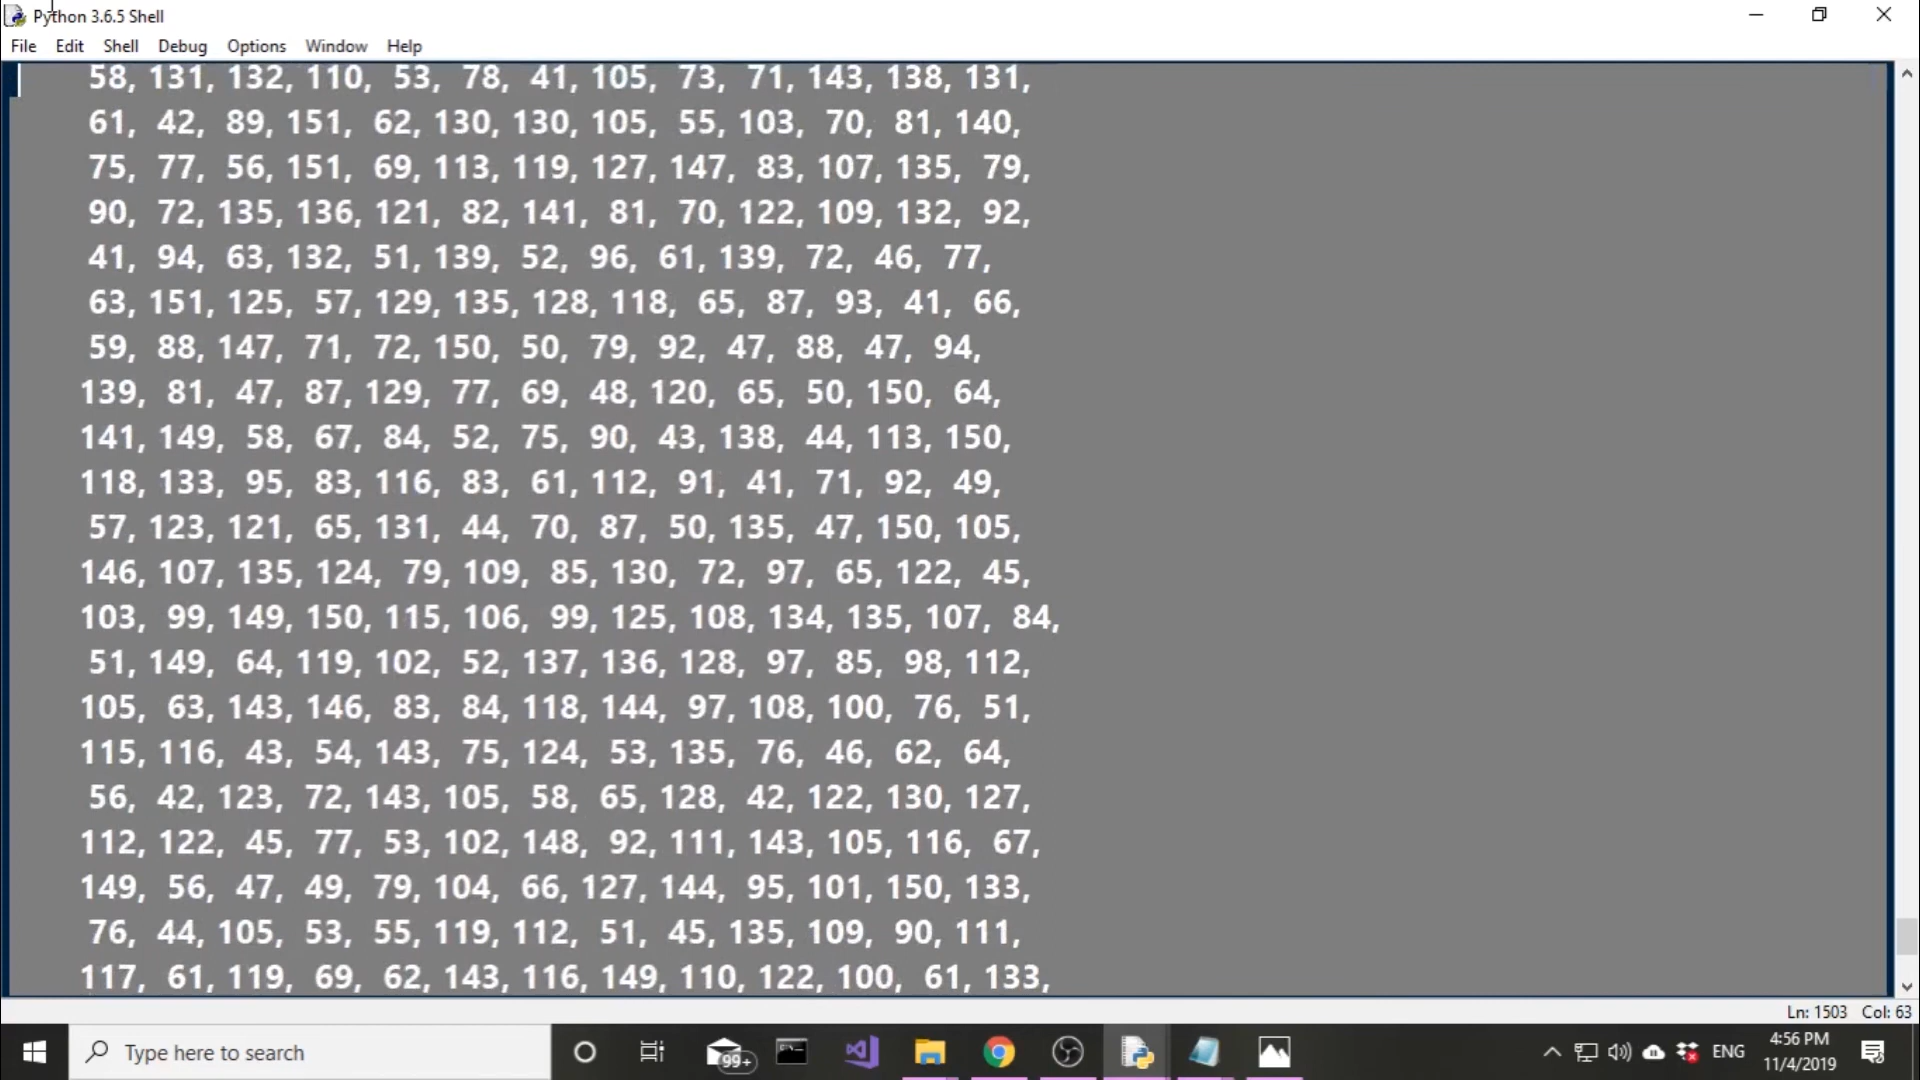 Python 3.6.5 Shell
File Edit Shell Debug Options Window Help
58, 131, 132, 110, 53, 78, 41, 105, 73, 71, 143, 138, 131,
61, 42, 89, 151, 62, 130, 130, 105, 55, 103, 70, 81, 140,
75, 77, 56, 151, 69, 113, 119, 127, 147, 83, 107, 135, 79,
90, 72, 135, 136, 121, 82, 141, 81, 70, 122, 109, 132, 92,
41, 94, 63, 132, 51, 139, 52, 96, 61, 139, 72, 46, 77,
63, 151, 125, 57, 129, 135, 128, 118, 65, 87, 93, 41, 66,
59, 88, 147, 71, 72, 150, 50, 79, 92, 47, 88, 47, 94,
139, 81, 47, 87, 129, 77, 69, 48, 120, 65, 50, 150, 64,
141, 149, 58, 67, 84, 52, 75, 90, 43, 138, 44, 113, 150,
118, 133, 95, 83, 116, 83, 61, 112, 91, 41, 71, 92, 49,
57, 123, 121, 65, 131, 44, 70, 87, 50, 135, 47, 150, 105,
146, 107, 135, 124, 79, 109, 85, 130, 72, 97, 65, 122, 45,
103, 99, 149, 150, 115, 106, 99, 125, 108, 134, 135, 107, 84,
51, 149, 64, 119, 102, 52, 137, 136, 128, 97, 85, 98, 112,
105, 63, 143, 146, 83, 84, 118, 144, 97, 108, 100, 76, 51,
115, 116, 43, 54, 143, 75, 124, 53, 135, 76, 46, 62, 64,
56, 42, 123, 72, 143, 105, 58, 65, 128, 42, 122, 130, 127,
112, 122, 45, 77, 53, 102, 148, 92, 111, 143, 105, 116, 67,
149, 56, 47, 49, 79, 104, 66, 127, 144, 95, 101, 150, 133,
76, 44, 105, 53, 55, 119, 112, 51, 45, 135, 109, 90, 111,
117, 61, 119, 69, 62, 143, 116, 149, 110, 122, 100, 61, 133,
Ln: 1503 Col: 63
Type here to search
99+
ENG
4:56 PM
11/4/2019